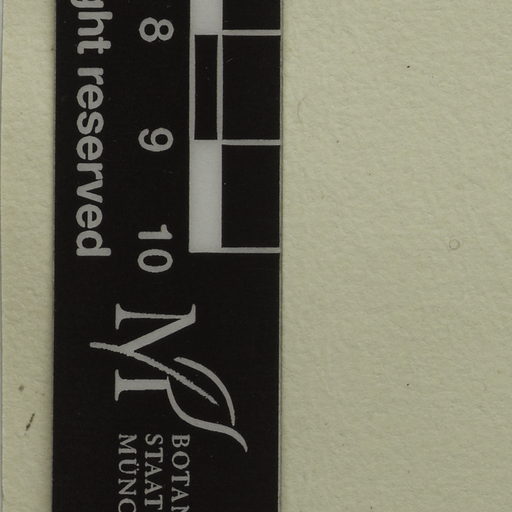 ght reserved
8
9
10
M
BOTAN
STAAT
MÜNC